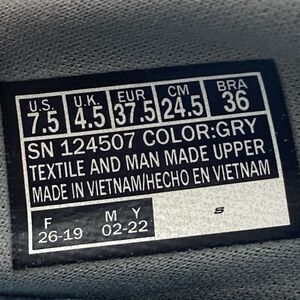 U.S. U.K. EUR CM BRA
7.5 4.5 37.5 24.5 36
SN 124507 COLOR:GRY
TEXTILE AND MAN MADE UPPER
MADE IN VIETNAM/HECHO EN VIETNAM
F M Y
26-19 02-22
S